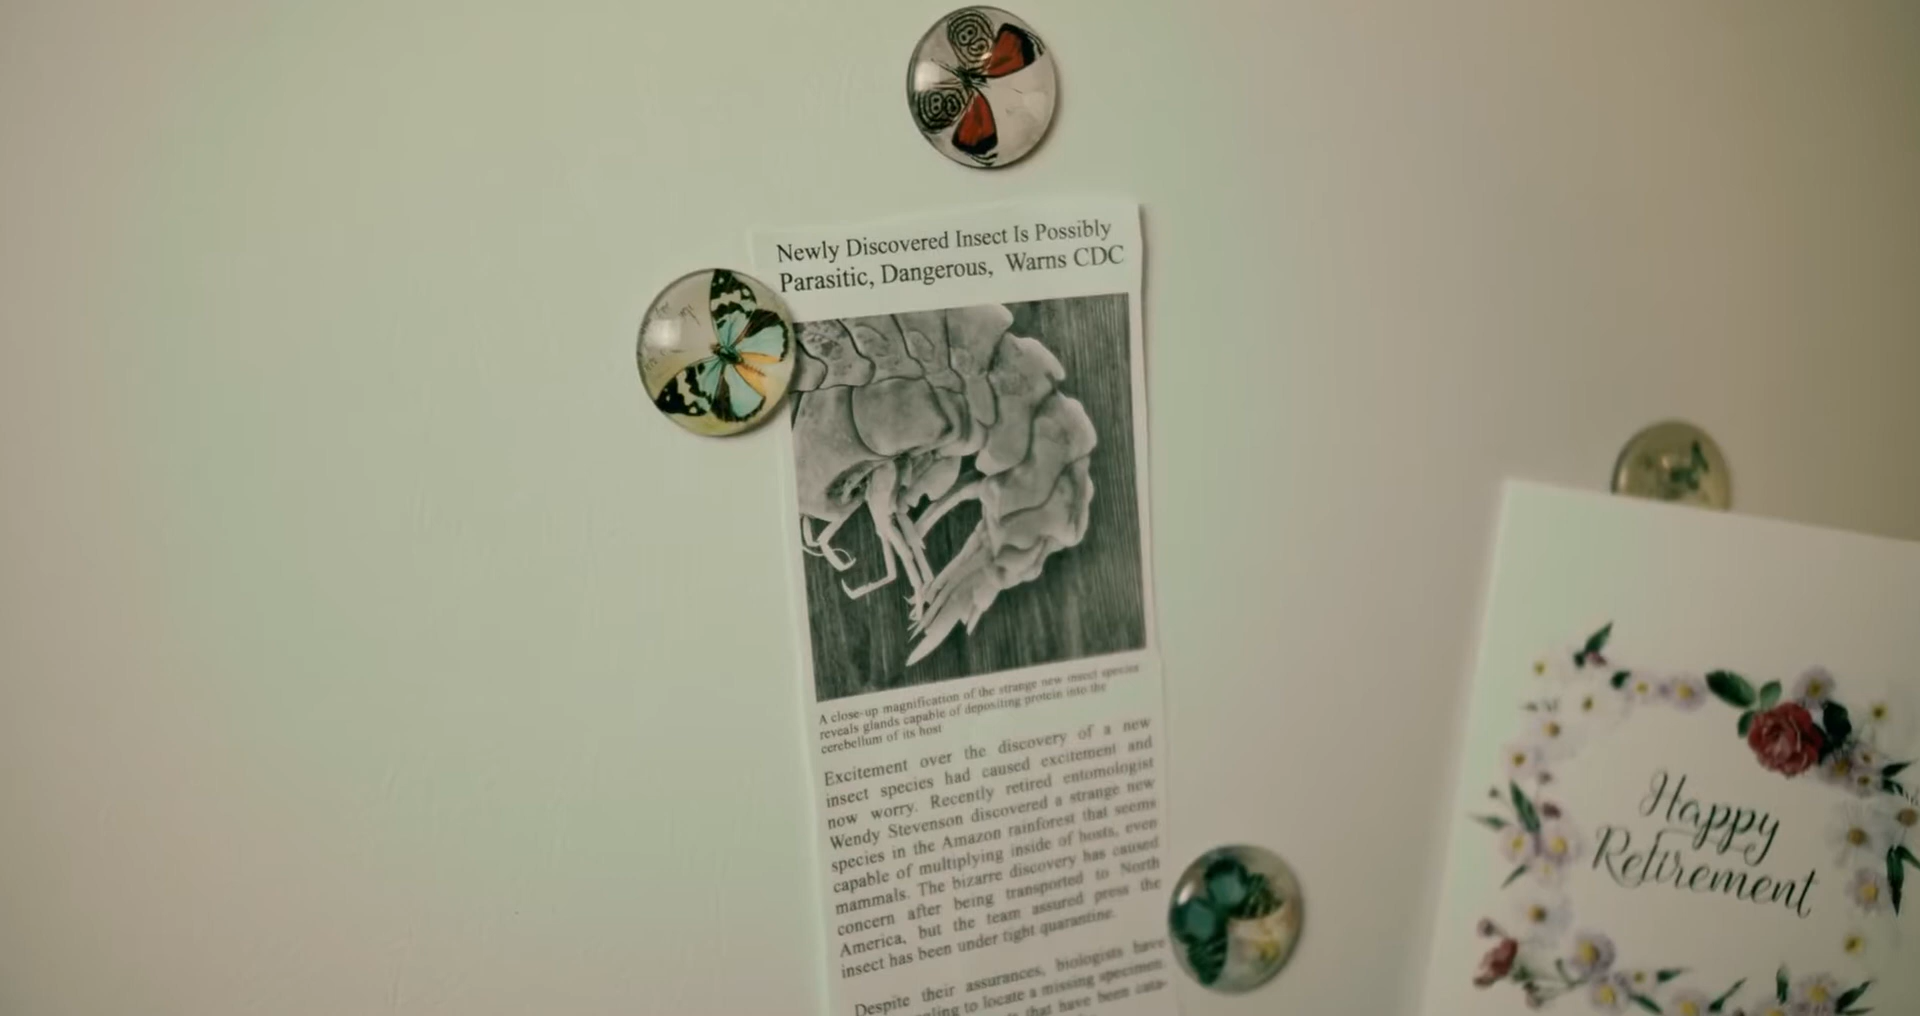 Newly Discovered Insect Is Possibly
Parasitic, Dangerous, Warns CDC
A close-up magnification of the strange new insect species
reveals glands capable of depositing protein into the
cerebellum of its host
Excitement over the discovery of a new
insect species had caused excitement and
now worry. Recently retired entomologist
Wendy Stevenson discovered a strange new
species in the Amazon rainforest that seems
capable of multiplying inside of hosts, even
mammals. The bizarre discovery has caused
concern after being transported to North
America, but the team assured press the
insect has been under tight quarantine.
Despite their assurances, biologists have
to locate a missing specimen
that have been cata-
Happy
Retirement